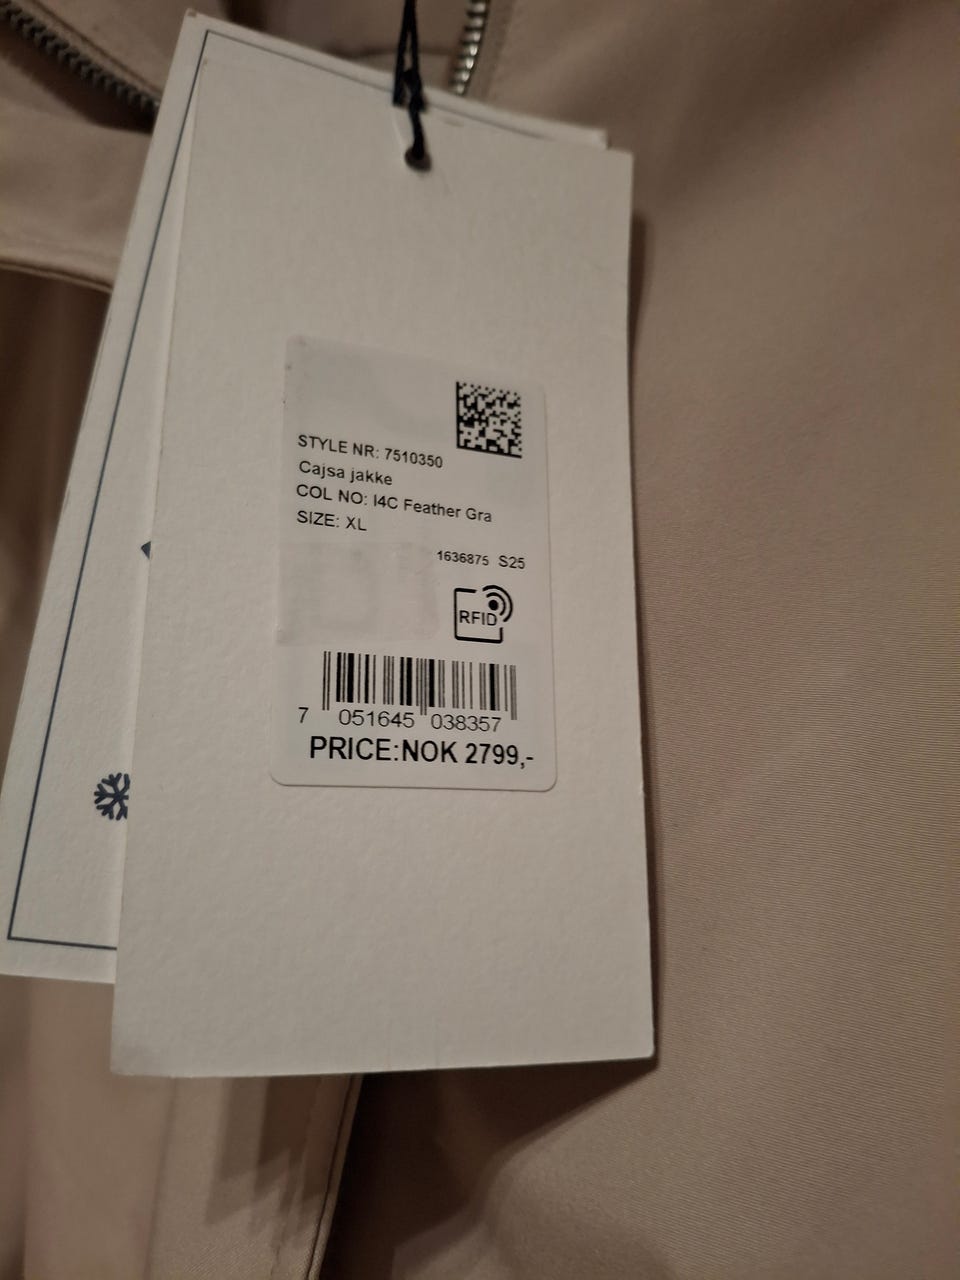 STYLE NR: 7510350
Cajsa jakke
COL NO: I4C Feather Gra
SIZE: XL
1636875 S25
RFID
7 051645 038357
PRICE:NOK 2799,-